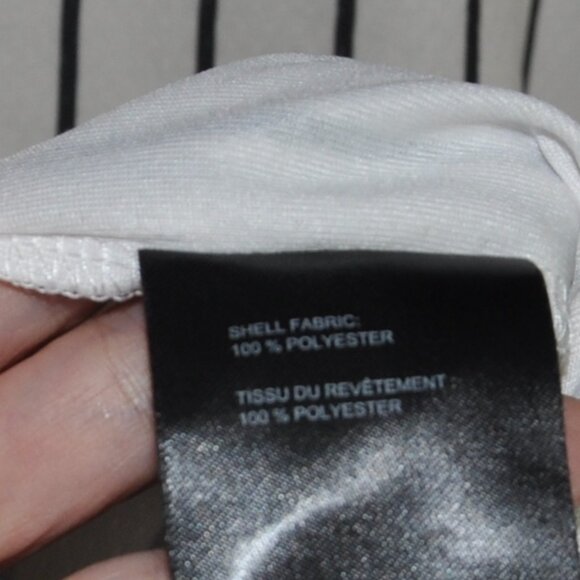 SHELL FABRIC:
100 % POLYESTER
TISSU DU REVÊTEMENT :
100 % POLYESTER